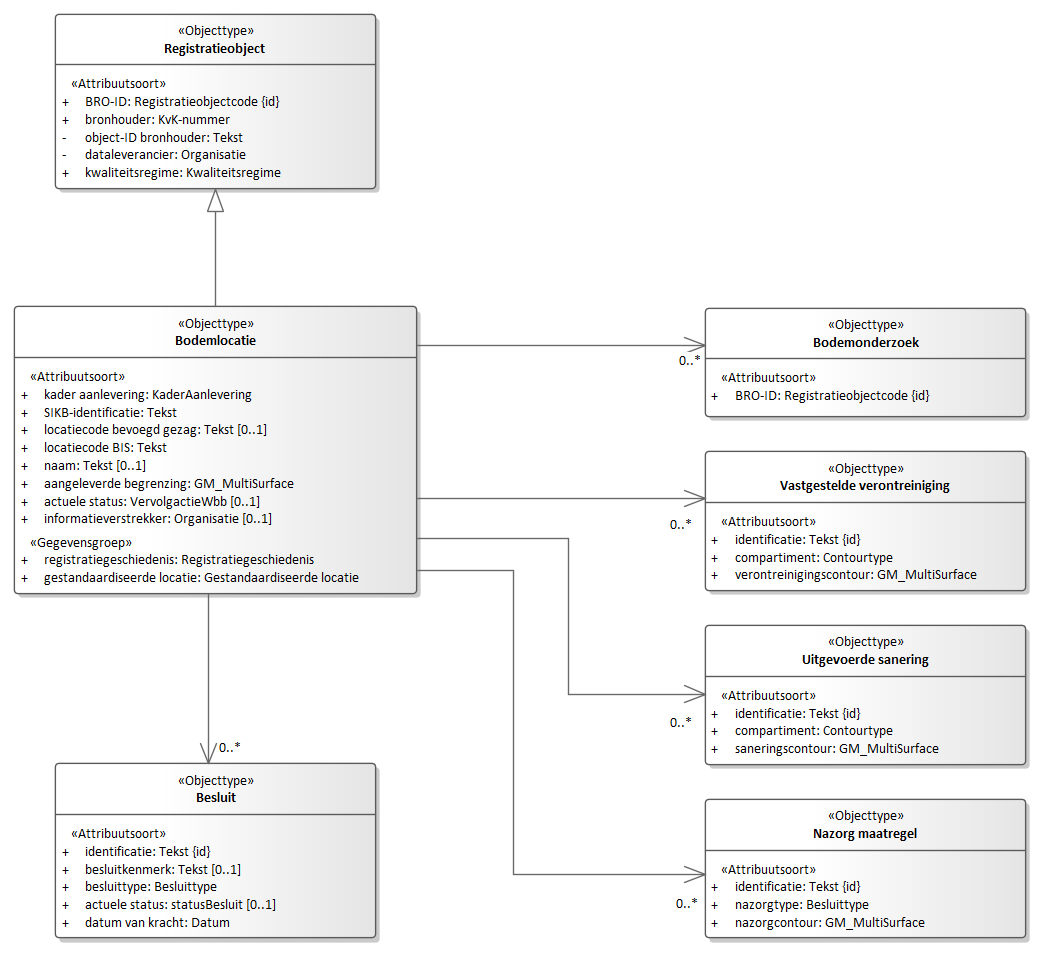 «Objecttype»
Registratieobject
«Attribuutsoort»
+ BRO-ID: Registratieobjectcode {id}
+ bronhouder: KvK-nummer
- object-ID bronhouder: Tekst
- dataleverancier: Organisatie
+ kwaliteitsregime: Kwaliteitsregime
«Objecttype»
Bodemlocatie
«Attribuutsoort»
+ kader aanlevering: KaderAanlevering
+ SIKB-identificatie: Tekst
+ locatiecode bevoegd gezag: Tekst [0..1]
+ locatiecode BIS: Tekst
+ naam: Tekst [0..1]
+ aangeleverde begrenzing: GM_MultiSurface
+ actuele status: VervolgactieWbb [0..1]
+ informatieverstrekker: Organisatie [0..1]
«Gegevensgroep»
+ registratiegeschiedenis: Registratiegeschiedenis
+ gestandaardiseerde locatie: Gestandaardiseerde locatie
0..*
«Objecttype»
Bodemonderzoek
«Attribuutsoort»
+ BRO-ID: Registratieobjectcode {id}
0..*
«Objecttype»
Vastgestelde verontreiniging
«Attribuutsoort»
+ identificatie: Tekst {id}
+ compartiment: Contourtype
+ verontreinigingscontour: GM_MultiSurface
0..*
«Objecttype»
Uitgevoerde sanering
«Attribuutsoort»
+ identificatie: Tekst {id}
+ compartiment: Contourtype
+ saneringscontour: GM_MultiSurface
0..*
«Objecttype»
Besluit
«Attribuutsoort»
+ identificatie: Tekst {id}
+ besluitkenmerk: Tekst [0..1]
+ besluittype: Besluittype
+ actuele status: statusBesluit [0..1]
+ datum van kracht: Datum
0..*
«Objecttype»
Nazorg maatregel
«Attribuutsoort»
+ identificatie: Tekst {id}
+ nazorgtype: Besluittype
+ nazorgcontour: GM_MultiSurface